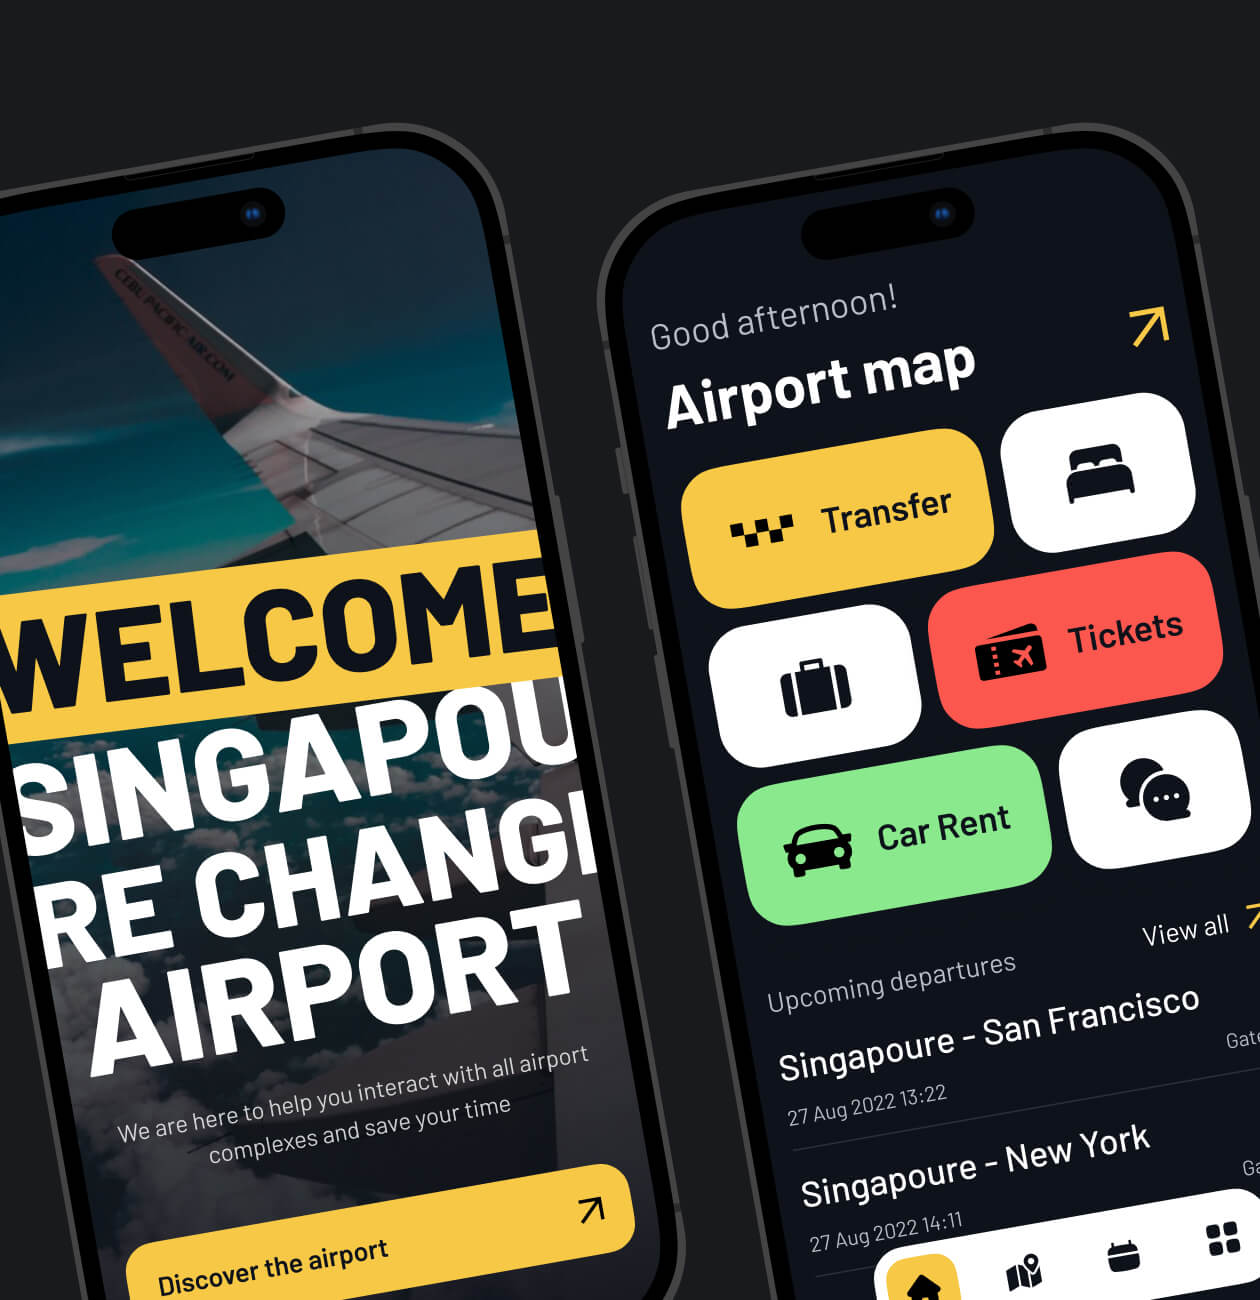 CEBU PACIFIC AIR.COM
WELCOME
SINGAPOU
RE CHANGI
AIRPORT
We are here to help you interact with all airport
complexes and save your time
Discover the airport
Good afternoon!
Airport map
Transfer
Tickets
Car Rent
Upcoming departures
View all
Singapoure - San Francisco
27 Aug 2022 13:22
Gate
Singapoure - New York
27 Aug 2022 14:11
Ga